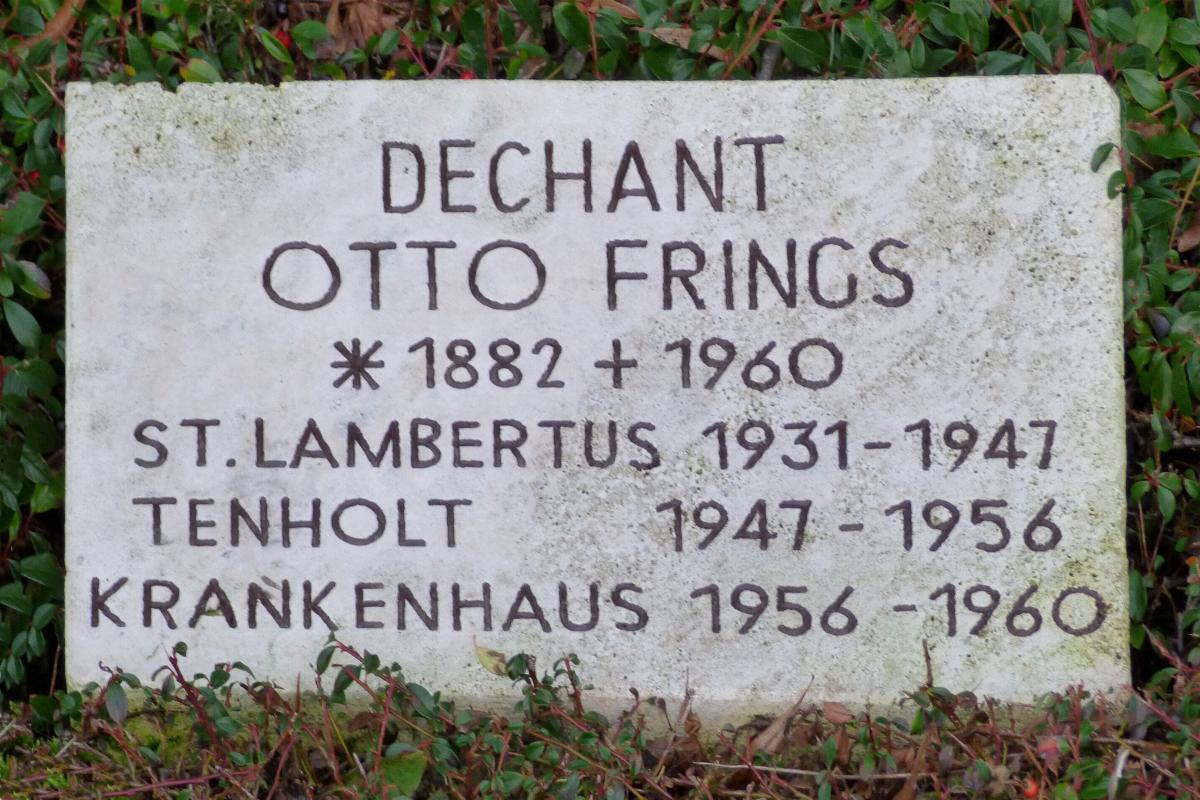 DECHANT
OTTO FRINGS
* 1882 + 1960
ST. LAMBERTUS 1931-1947
TENHOLT 1947-1956
KRANKENHAUS 1956-1960